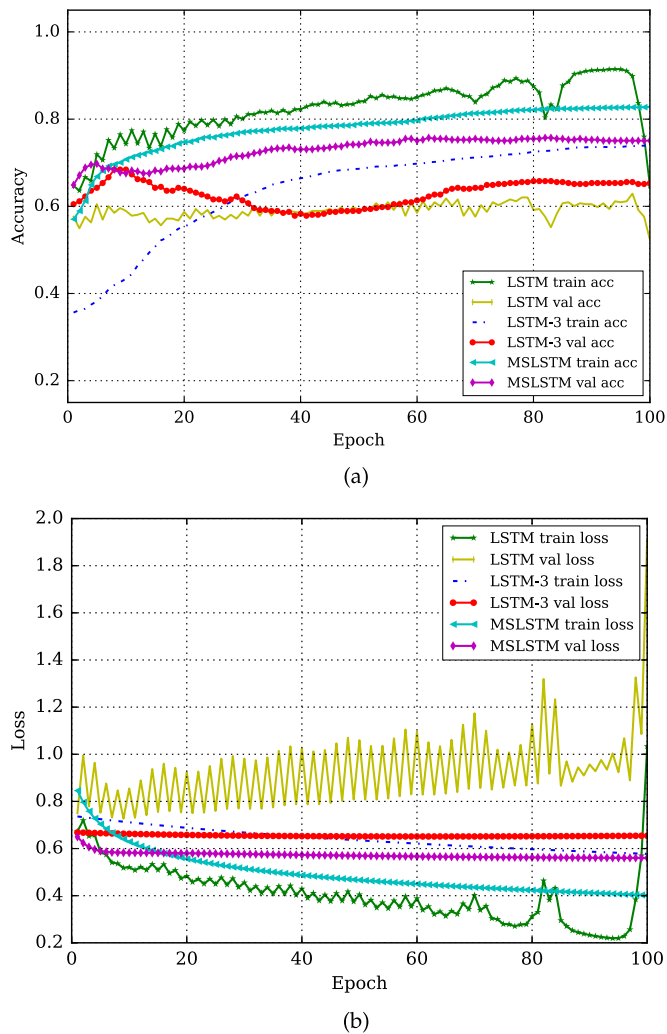 1.0
0.8
0.6
0.4
0.2
Accuracy
LSTM train acc
LSTM val acc
LSTM-3 train acc
LSTM-3 val acc
MSLSTM train acc
MSLSTM val acc
0 20 40 60 80 100
Epoch
(a)
2.0
1.8
1.6
1.4
1.2
1.0
0.8
0.6
0.4
0.2
Loss
LSTM train loss
LSTM val loss
LSTM-3 train loss
LSTM-3 val loss
MSLSTM train loss
MSLSTM val loss
0 20 40 60 80 100
Epoch
(b)